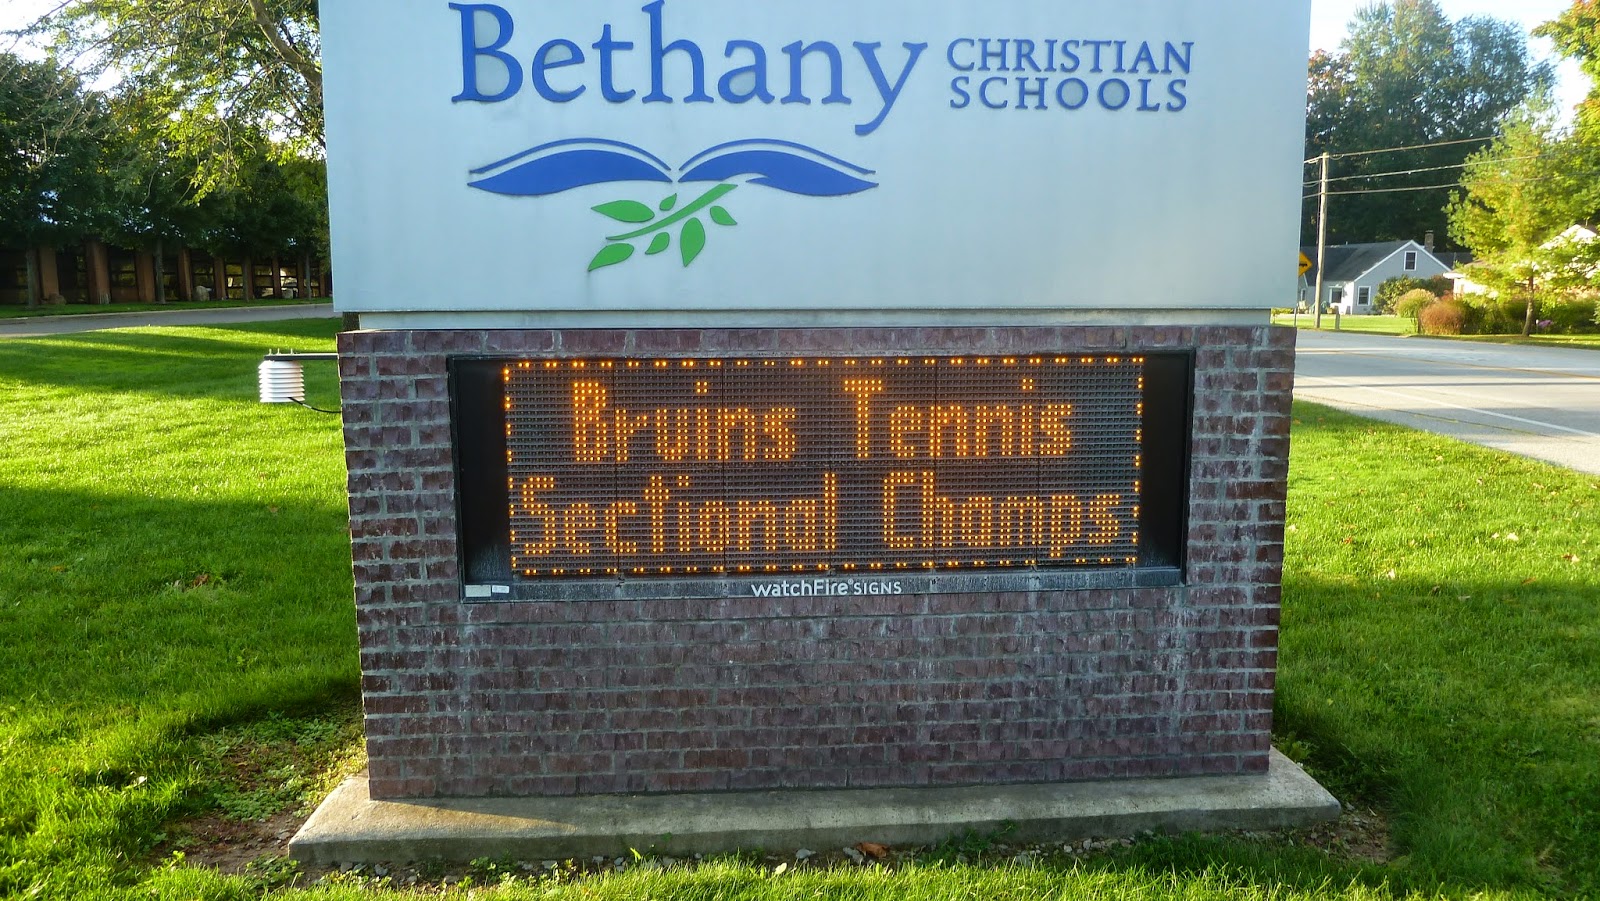 Bethany CHRISTIAN
SCHOOLS
Bruins Tennis
Sectional Champs
watchFire® SIGNS